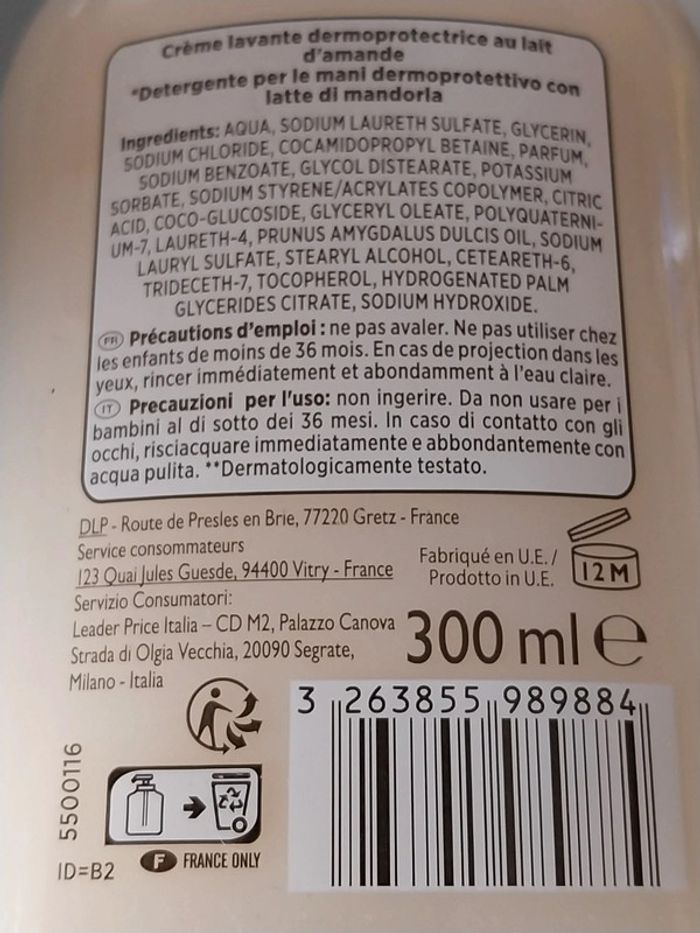 Crème lavante dermoprotectrice au lait
d'amande
*Detergente per le mani dermoprotettivo con
latte di mandorla
Ingredients: AQUA, SODIUM LAURETH SULFATE, GLYCERIN,
SODIUM CHLORIDE, COCAMIDOPROPYL BETAINE, PARFUM,
SODIUM BENZOATE, GLYCOL DISTEARATE, POTASSIUM
SORBATE, SODIUM STYRENE/ACRYLATES COPOLYMER, CITRIC
ACID, COCO-GLUCOSIDE, GLYCERYL OLEATE, POLYQUATERNI-
UM-7, LAURETH-4, PRUNUS AMYGDALUS DULCIS OIL, SODIUM
LAURYL SULFATE, STEARYL ALCOHOL, CETEARETH-6,
TRIDECETH-7, TOCOPHEROL, HYDROGENATED PALM
GLYCERIDES CITRATE, SODIUM HYDROXIDE.
FR Précautions d'emploi : ne pas avaler. Ne pas utiliser chez
les enfants de moins de 36 mois. En cas de projection dans les
yeux, rincer immédiatement et abondamment à l'eau claire.
IT Precauzioni per l'uso: non ingerire. Da non usare per i
bambini al di sotto dei 36 mesi. In caso di contatto con gli
occhi, risciacquare immediatamente e abbondantemente con
acqua pulita. **Dermatologicamente testato.
DLP - Route de Presles en Brie, 77220 Gretz - France
Service consommateurs
123 Quai Jules Guesde, 94400 Vitry - France
Servizio Consumatori:
Leader Price Italia – CD M2, Palazzo Canova
Strada di Olgia Vecchia, 20090 Segrate,
Milano - Italia
Fabriqué en U.E. /
Prodotto in U.E.
12 M
300 ml e
3 263855 989884
5500116
ID=B2
F FRANCE ONLY